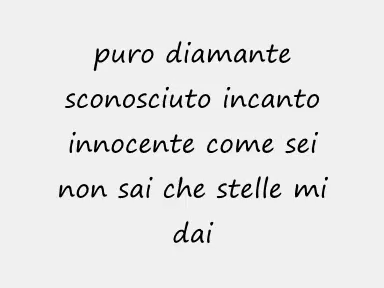 puro diamante
sconosciuto incanto
innocente come sei
non sai che stelle mi
dai